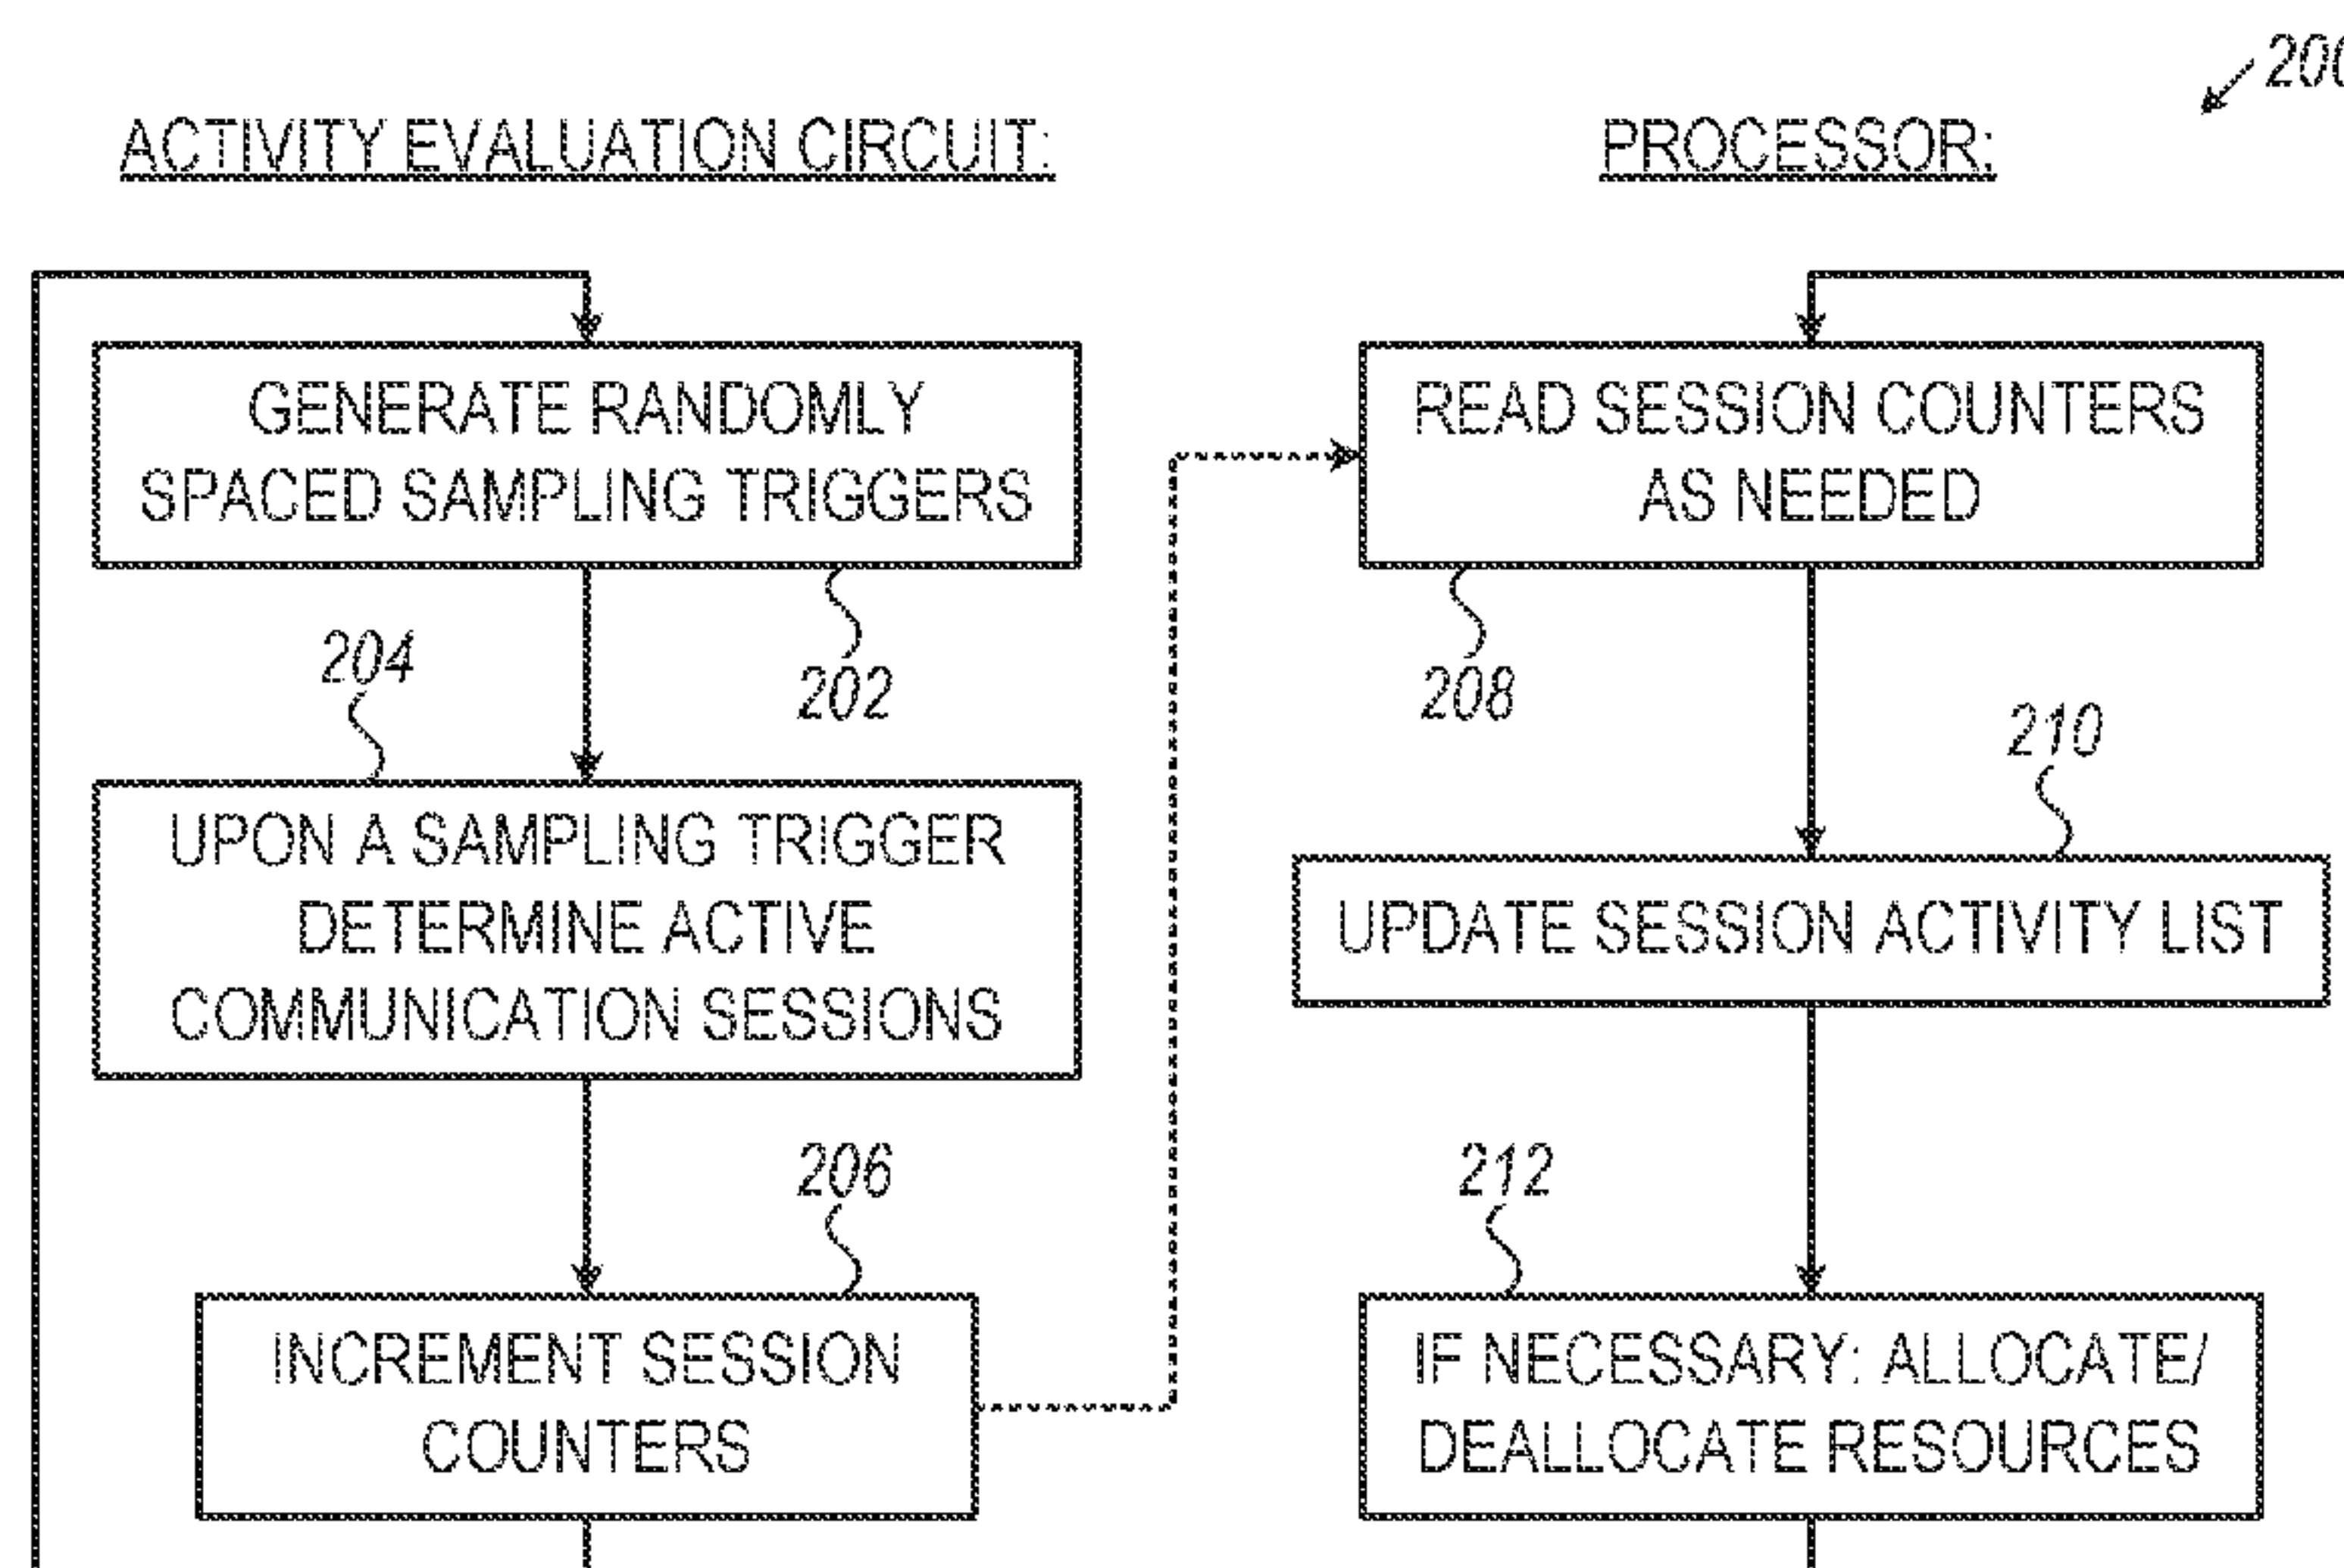 200
ACTIVITY EVALUATION CIRCUIT:
GENERATE RANDOMLY
SPACED SAMPLING TRIGGERS
202
204
UPON A SAMPLING TRIGGER
DETERMINE ACTIVE
COMMUNICATION SESSIONS
206
INCREMENT SESSION
COUNTERS
PROCESSOR:
READ SESSION COUNTERS
AS NEEDED
208
210
UPDATE SESSION ACTIVITY LIST
212
IF NECESSARY: ALLOCATE/
DEALLOCATE RESOURCES